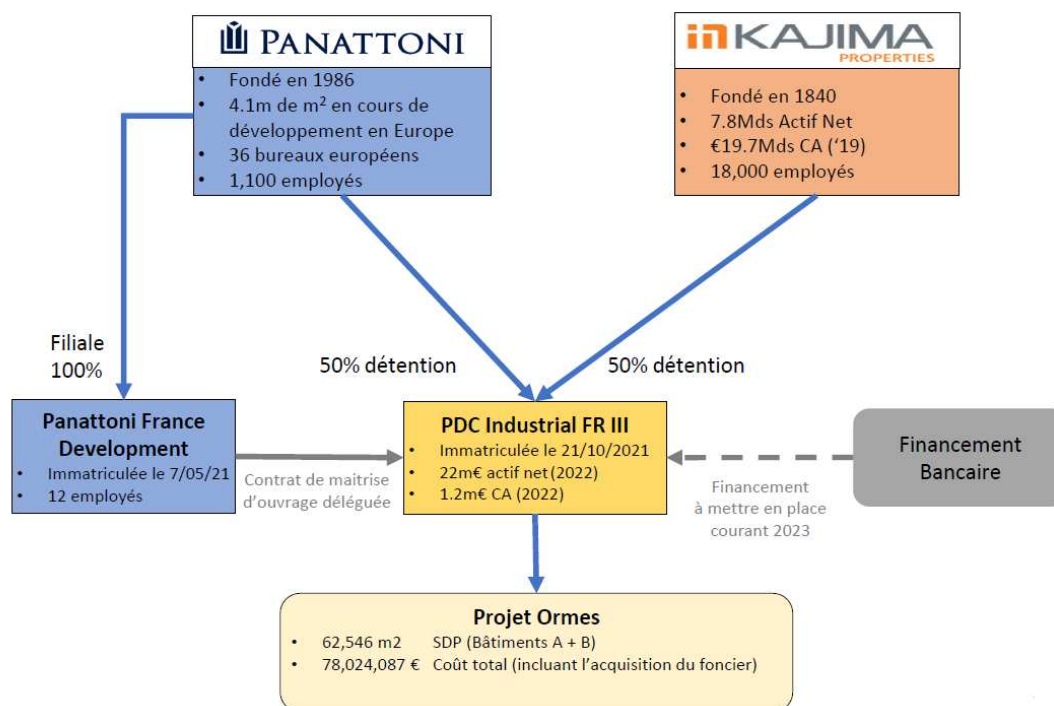 PANATTONI
• Fondé en 1986
• 4.1m de m² en cours de
développement en Europe
• 36 bureaux européens
• 1,100 employés
KAJIMA
PROPERTIES
• Fondé en 1840
• 7.8Mds Actif Net
• €19.7Mds CA (‘19)
• 18,000 employés
Filiale
100%
50% détention
50% détention
Panattoni France
Development
• Immatriculée le 7/05/21
• 12 employés
Contrat de maitrise
d’ouvrage déléguée
PDC Industrial FR III
• Immatriculée le 21/10/2021
• 22m€ actif net (2022)
• 1.2m€ CA (2022)
Financement
à mettre en place
courant 2023
Financement
Bancaire
Projet Ormes
• 62,546 m2 SDP (Bâtiments A + B)
• 78,024,087 € Coût total (incluant l’acquisition du foncier)